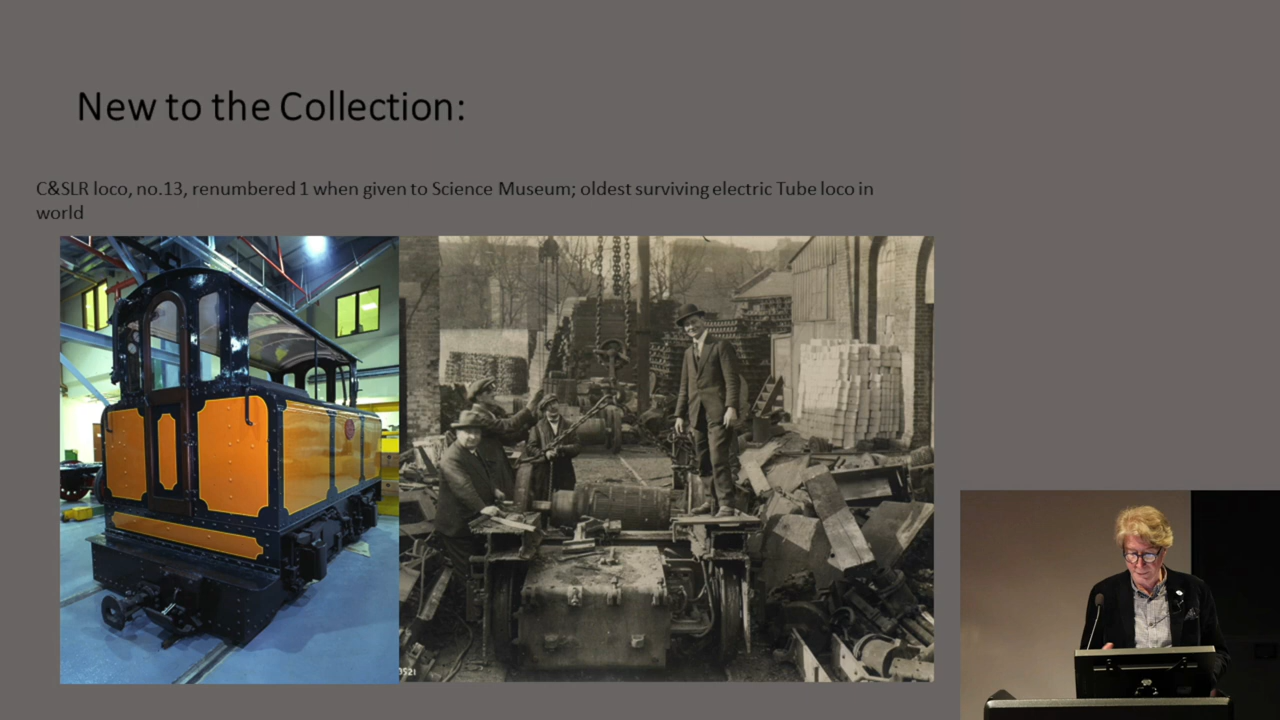 New to the Collection:
C&SLR loco, no.13, renumbered 1 when given to Science Museum; oldest surviving electric Tube loco in
world